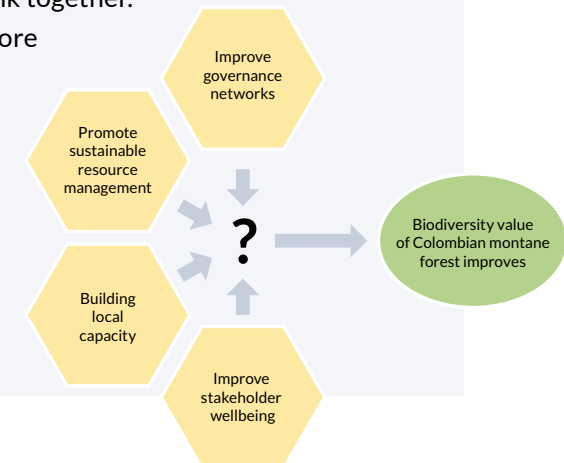 together.
ore
Improve
governance
networks
Promote
sustainable
resource
management
?
Biodiversity value
of Colombian montane
forest improves
Building
local
capacity
Improve
stakeholder
wellbeing